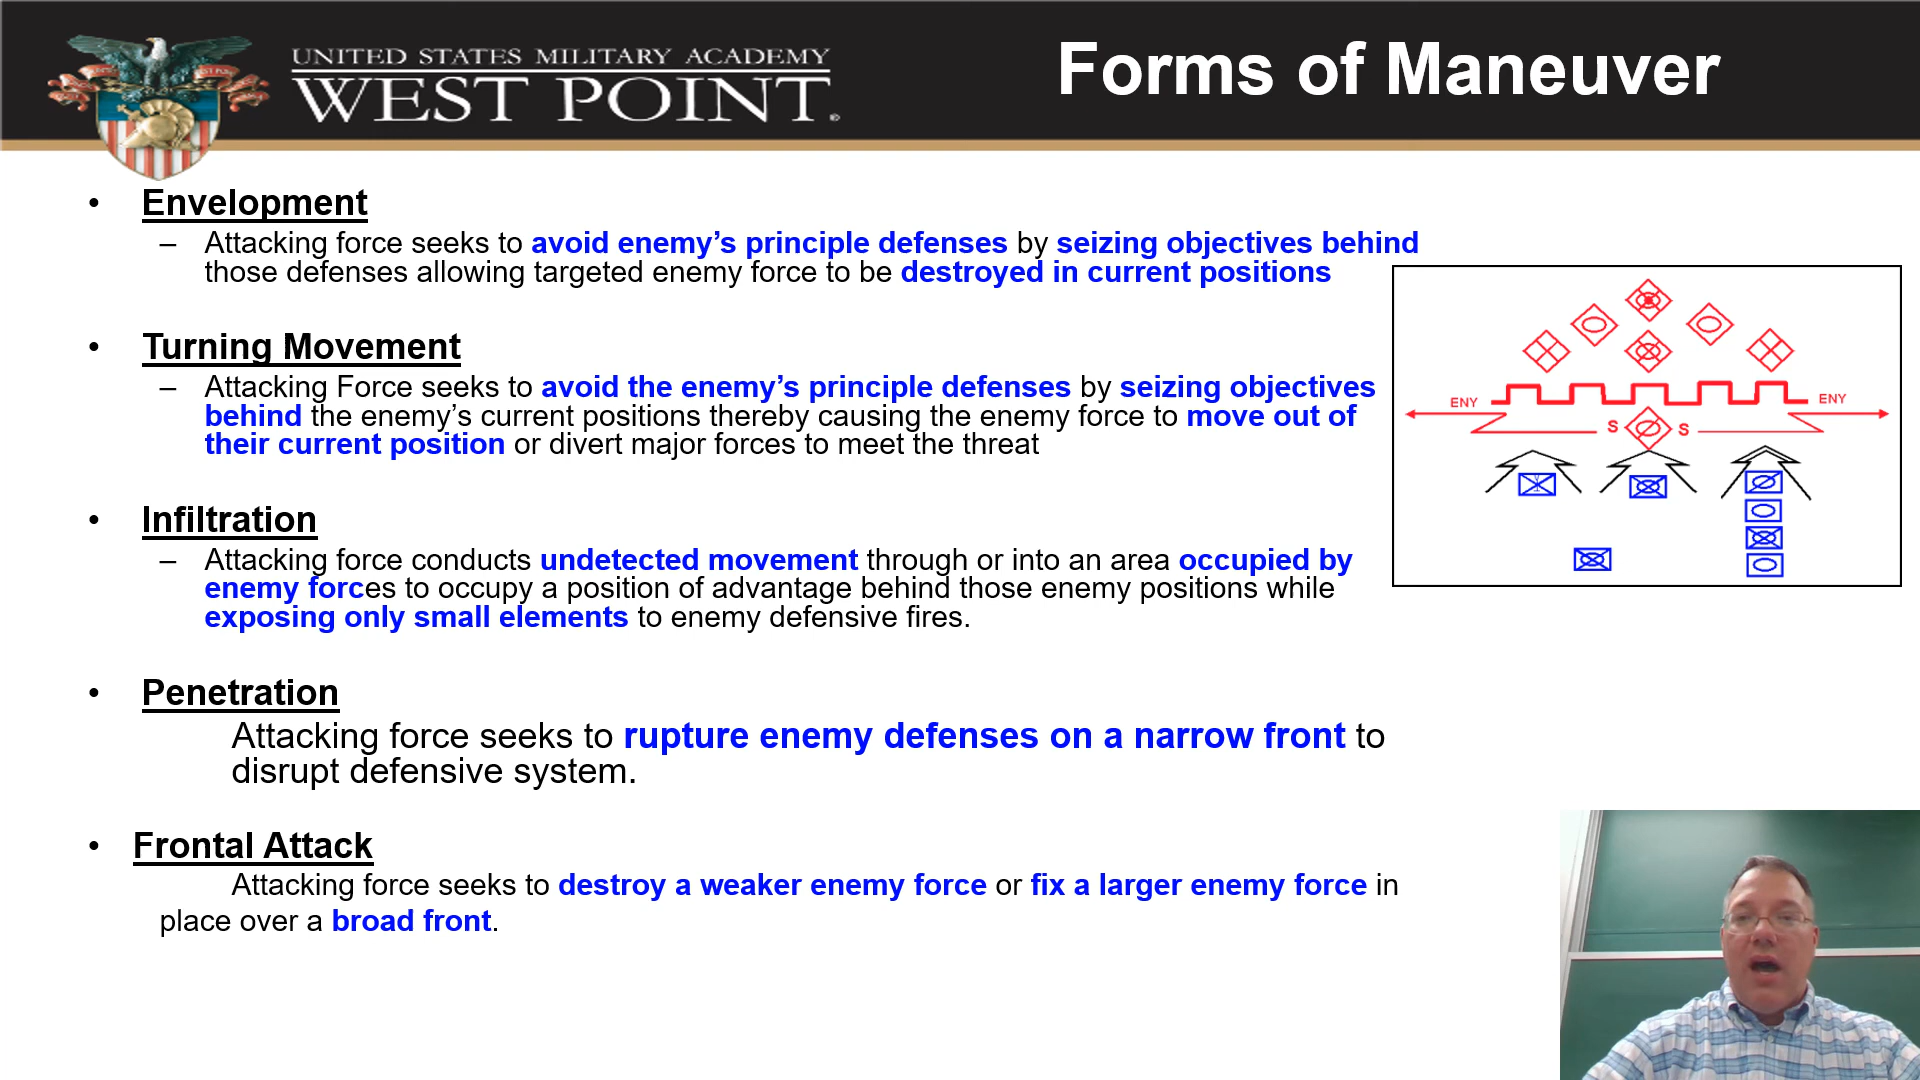 UNITED STATES MILITARY ACADEMY
WEST POINT®
Forms of Maneuver
• Envelopment
– Attacking force seeks to avoid enemy’s principle defenses by seizing objectives behind
those defenses allowing targeted enemy force to be destroyed in current positions
• Turning Movement
– Attacking Force seeks to avoid the enemy’s principle defenses by seizing objectives
behind the enemy’s current positions thereby causing the enemy force to move out of
their current position or divert major forces to meet the threat
• Infiltration
– Attacking force conducts undetected movement through or into an area occupied by
enemy forces to occupy a position of advantage behind those enemy positions while
exposing only small elements to enemy defensive fires.
• Penetration
Attacking force seeks to rupture enemy defenses on a narrow front to
disrupt defensive system.
• Frontal Attack
Attacking force seeks to destroy a weaker enemy force or fix a larger enemy force in
place over a broad front.
ENY ENY
S S